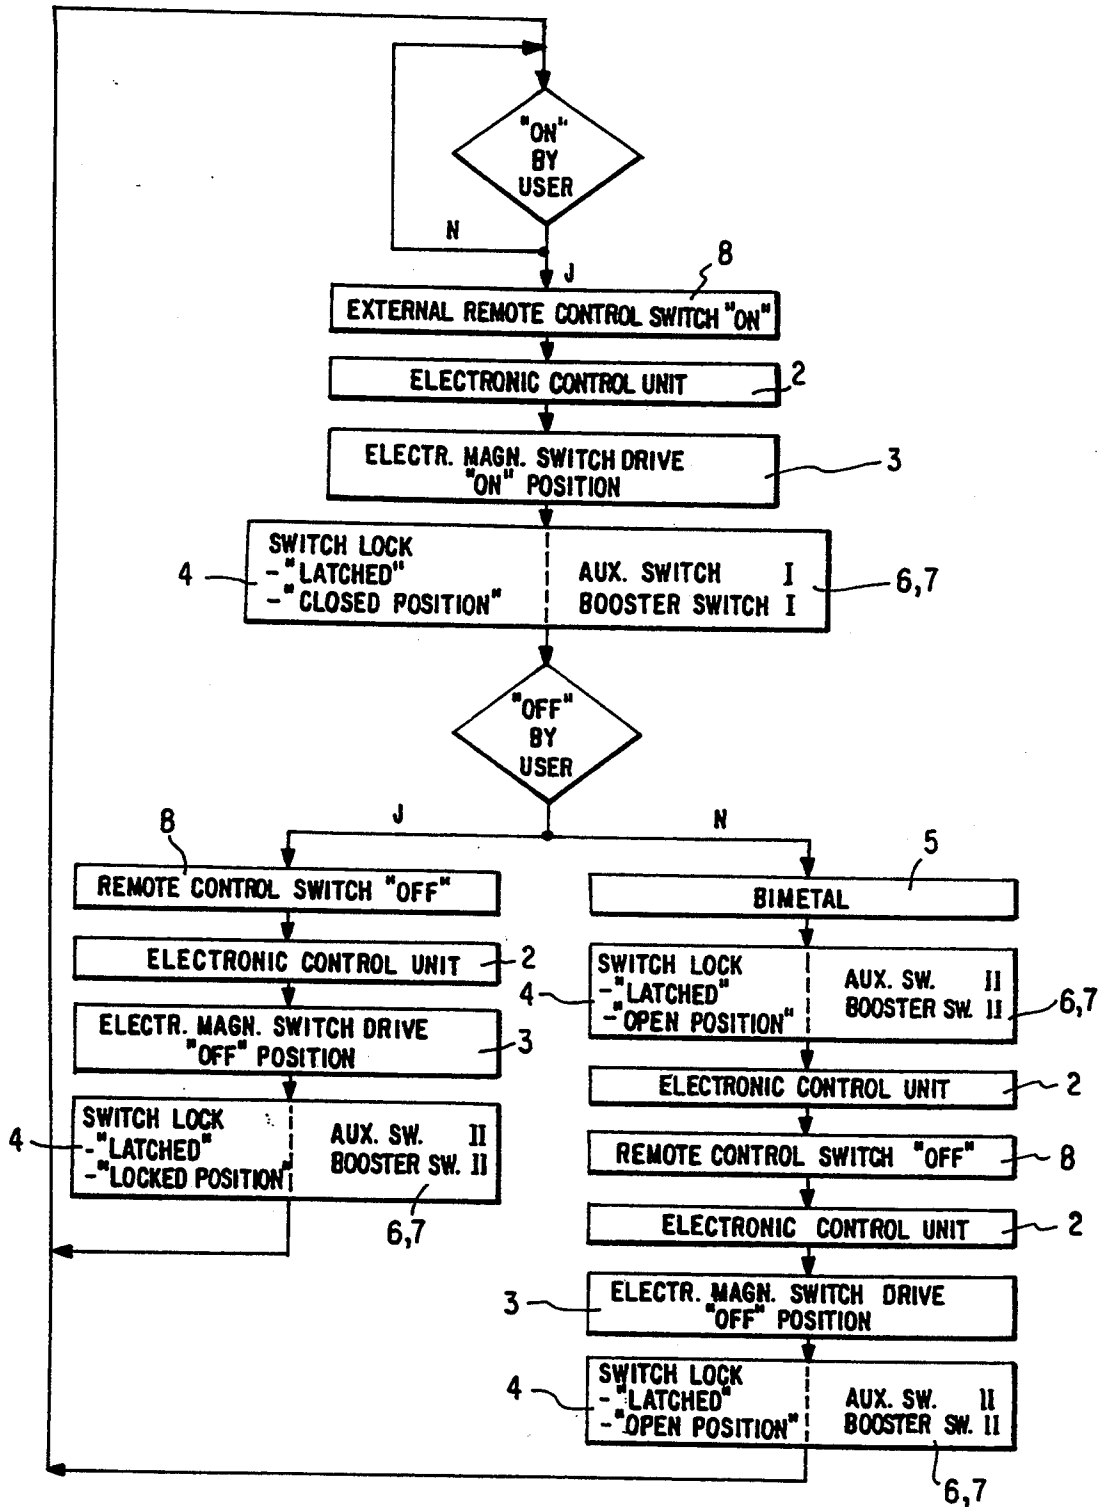 "ON"
BY
USER
N
J
8
EXTERNAL REMOTE CONTROL SWITCH "ON"
ELECTRONIC CONTROL UNIT
2
ELECTR. MAGN. SWITCH DRIVE
"ON" POSITION
3
4
SWITCH LOCK
-"LATCHED"
-"CLOSED POSITION"
AUX. SWITCH I
BOOSTER SWITCH I
6,7
"OFF"
BY
USER
J
N
8
REMOTE CONTROL SWITCH "OFF"
ELECTRONIC CONTROL UNIT
2
ELECTR. MAGN. SWITCH DRIVE
"OFF" POSITION
3
4
SWITCH LOCK
-"LATCHED"
-"LOCKED POSITION"
AUX. SW. II
BOOSTER SW. II
6,7
5
BIMETAL
4
SWITCH LOCK
-"LATCHED"
-"OPEN POSITION"
AUX. SW. II
BOOSTER SW. II
6,7
ELECTRONIC CONTROL UNIT
2
REMOTE CONTROL SWITCH "OFF"
8
ELECTRONIC CONTROL UNIT
2
3
ELECTR. MAGN. SWITCH DRIVE
"OFF" POSITION
4
SWITCH LOCK
-"LATCHED"
-"OPEN POSITION"
AUX. SW. II
BOOSTER SW. II
6,7